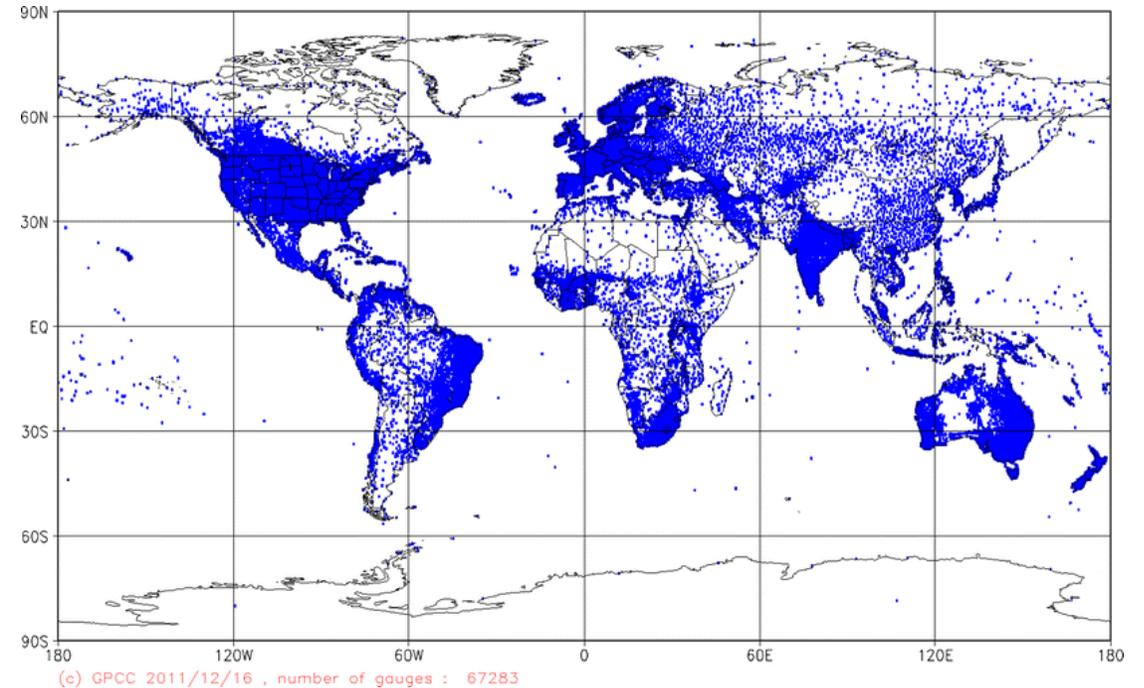 90N
60N
30N
EQ
30S
60S
90S
180 120W 60W 0 60E 120E 180
(c) GPCC 2011/12/16 , number of gauges : 67283